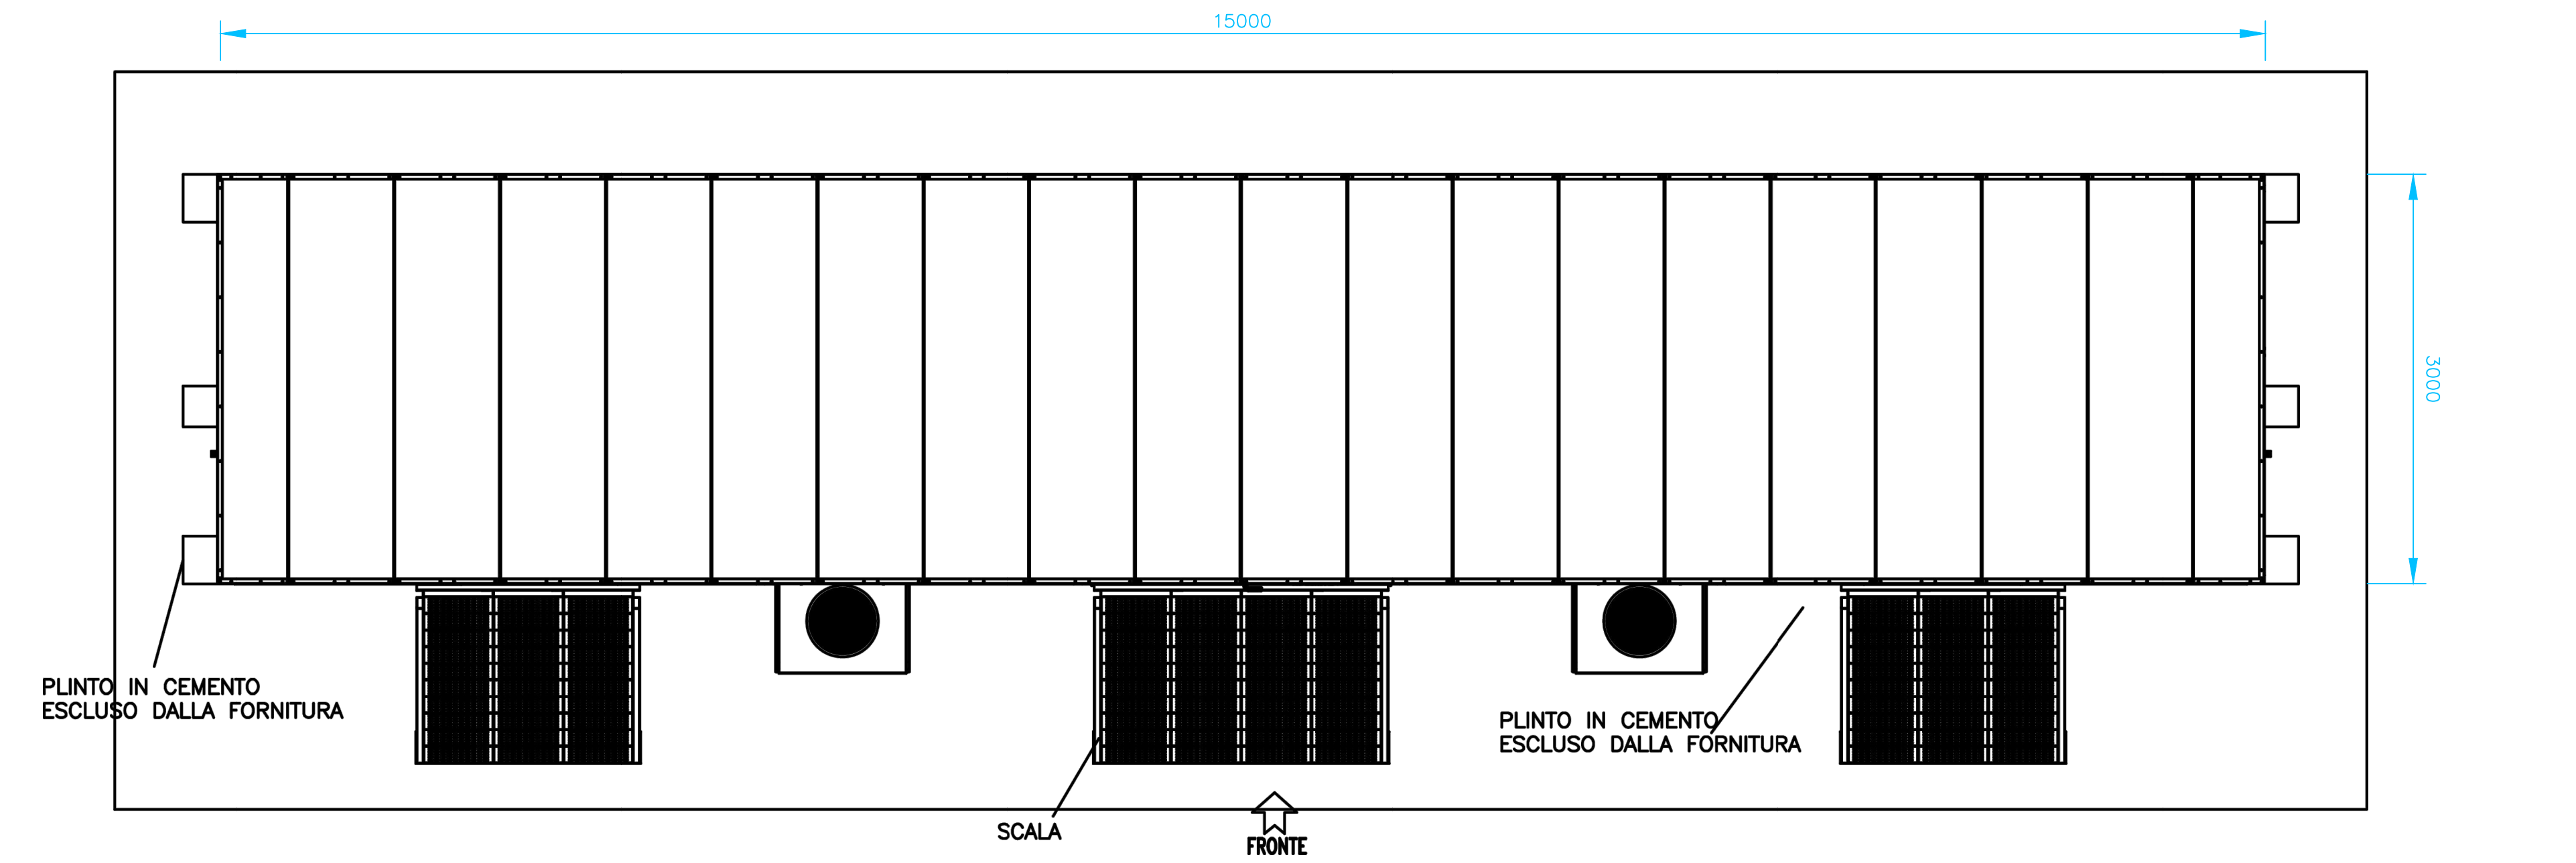 15000
3000
PLINTO IN CEMENTO
ESCLUSO DALLA FORNITURA
PLINTO IN CEMENTO
ESCLUSO DALLA FORNITURA
SCALA
FRONTE